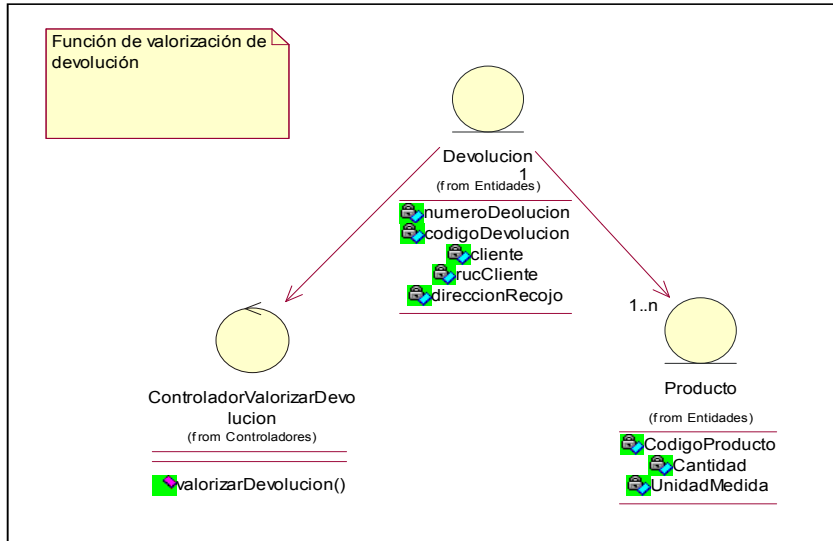 Función de valorización de
devolución
Devolucion
1
(from Entidades)
numeroDeolucion
codigoDevolucion
cliente
rucCliente
direccionRecojo
1..n
ControladorValorizarDevo
lucion
(from Controladores)
valorizarDevolucion()
Producto
(from Entidades)
CodigoProducto
Cantidad
UnidadMedida